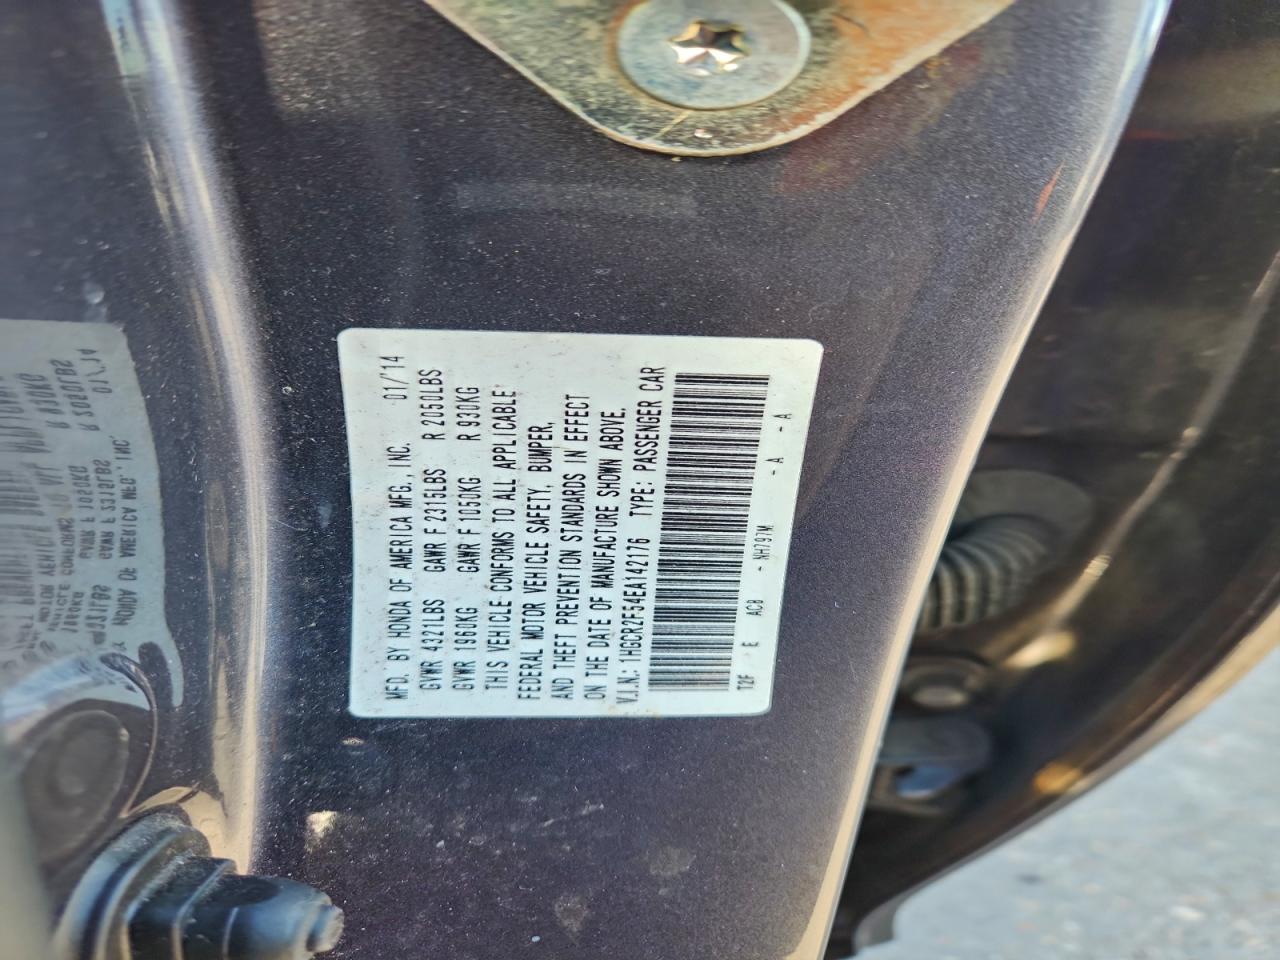 MFD. BY HONDA OF AMERICA MFG., INC. 01/14
GVWR 4321LBS GAWR F 2315LBS R 2050LBS
GVWR 1960KG GAWR F 1050KG R 930KG
THIS VEHICLE CONFORMS TO ALL APPLICABLE
FEDERAL MOTOR VEHICLE SAFETY, BUMPER,
AND THEFT PREVENTION STANDARDS IN EFFECT
ON THE DATE OF MANUFACTURE SHOWN ABOVE.
V.I.N.: 1HGCR2F54EA142176 TYPE: PASSENGER CAR
T2F E AC8 - NH797M - A - A